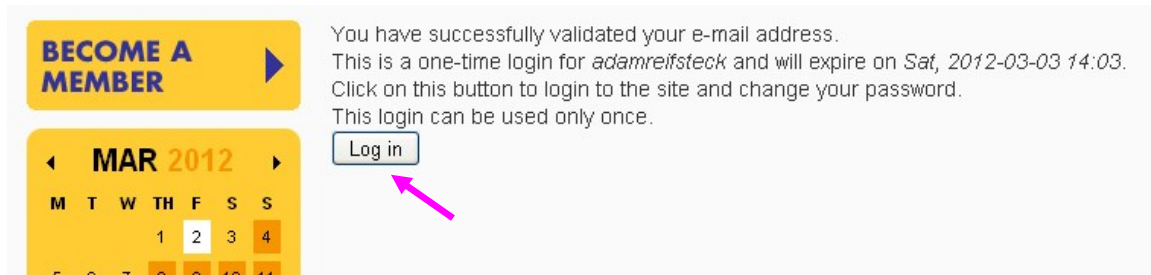 BECOME A
MEMBER
You have successfully validated your e-mail address.
This is a one-time login for adamreifsteck and will expire on Sat, 2012-03-03 14:03.
Click on this button to login to the site and change your password.
This login can be used only once.
Log in
MAR 2012
M T W TH F S S
1 2 3 4